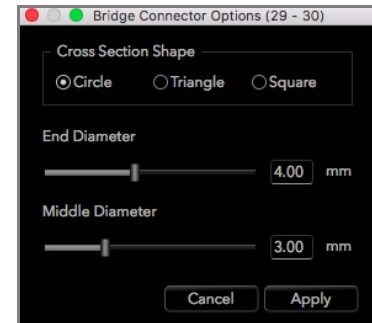 Bridge Connector Options (29 - 30)
Cross Section Shape
Circle Triangle Square
End Diameter
4.00 mm
Middle Diameter
3.00 mm
Cancel Apply